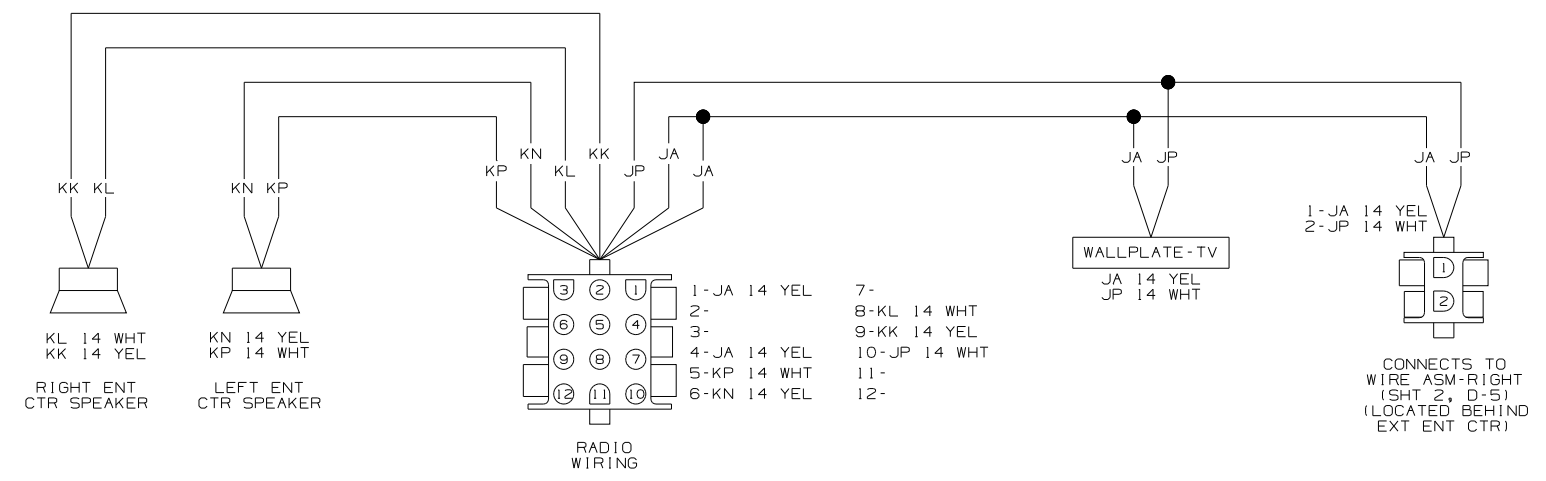 KK KL
KN KP
KP KN KL KK JP JA JA
JA JP
JA JP
KL 14 WHT
KK 14 YEL
RIGHT ENT
CTR SPEAKER
KN 14 YEL
KP 14 WHT
LEFT ENT
CTR SPEAKER
3 2 1
6 5 4
9 8 7
12 11 10
RADIO
WIRING
1-JA 14 YEL
2-
3-
4-JA 14 YEL
5-KP 14 WHT
6-KN 14 YEL
7-
8-KL 14 WHT
9-KK 14 YEL
10-JP 14 WHT
11-
12-
WALLPLATE-TV
JA 14 YEL
JP 14 WHT
1-JA 14 YEL
2-JP 14 WHT
1
2
CONNECTS TO
WIRE ASM-RIGHT
(SHT 2, D-5)
(LOCATED BEHIND
EXT ENT CTR)